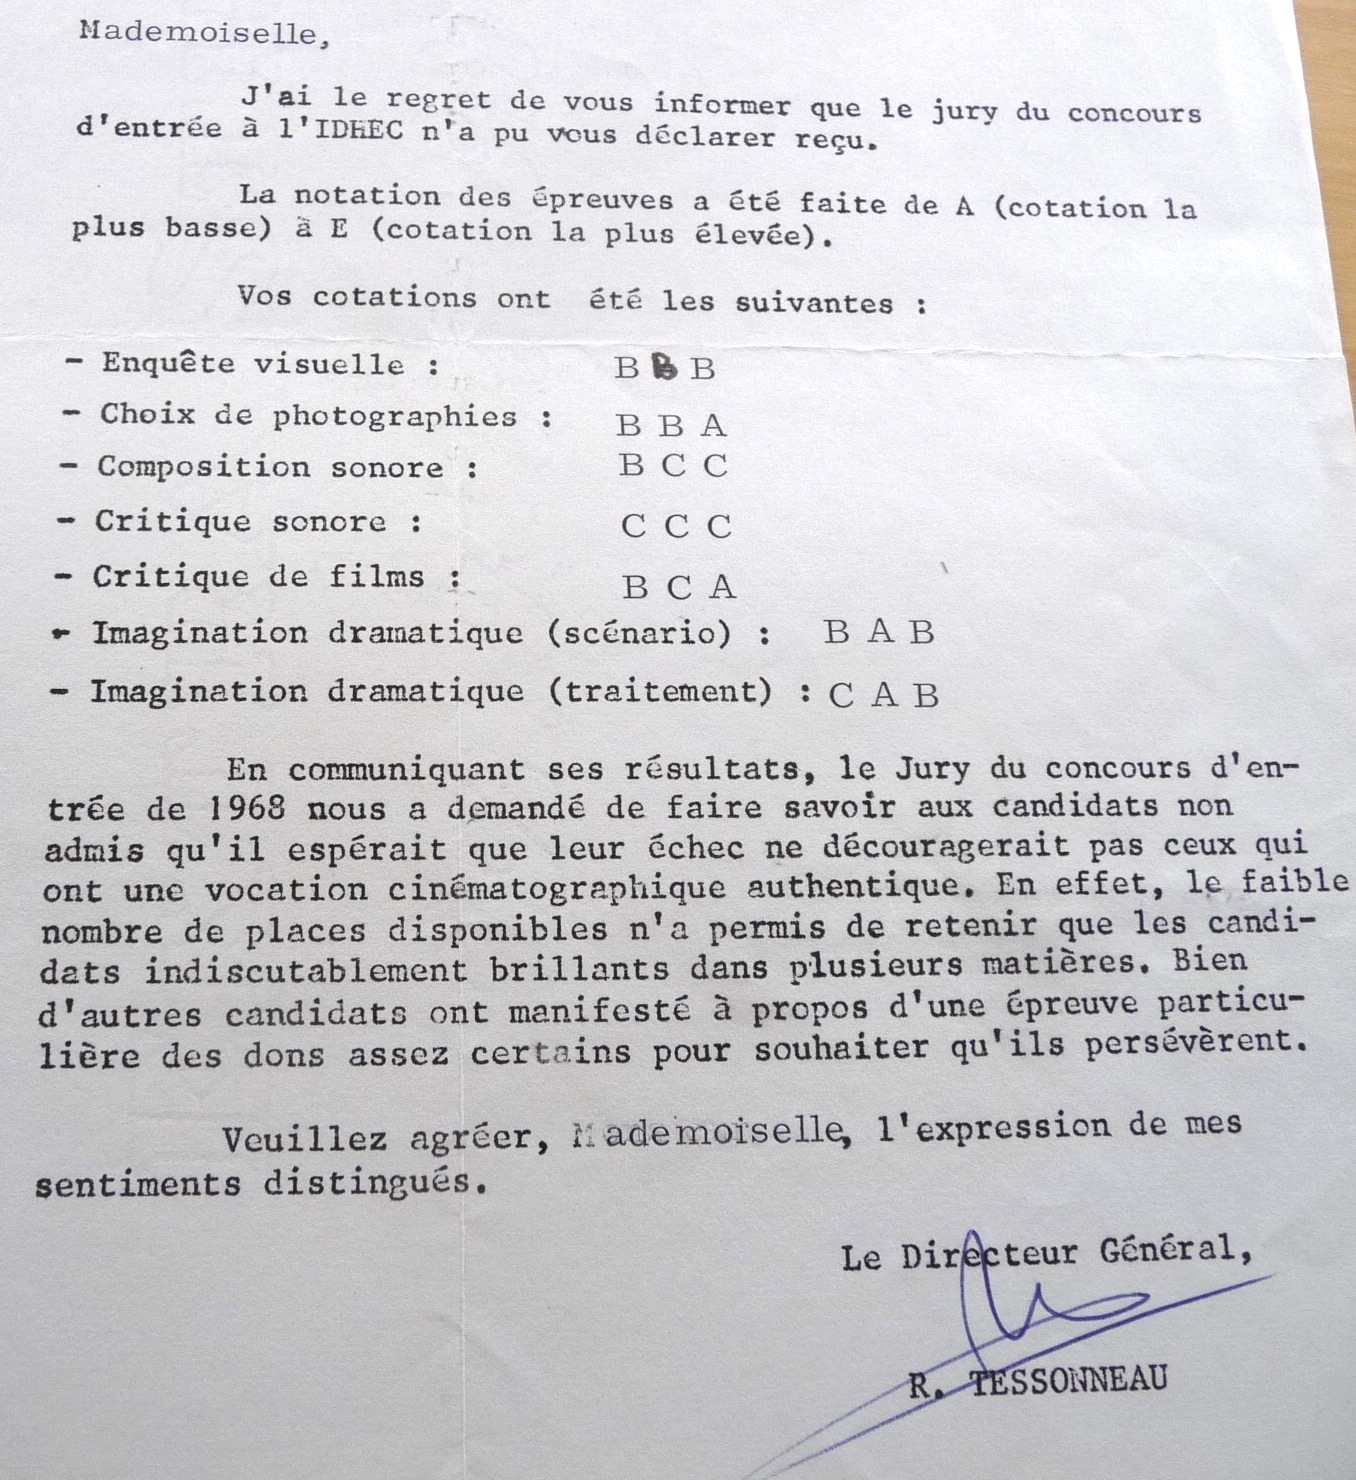 Mademoiselle,
J'ai le regret de vous informer que le jury du concours
d'entrée à l'IDHEC n'a pu vous déclarer reçu.
La notation des épreuves a été faite de A (cotation la
plus basse) à E (cotation la plus élevée).
Vos cotations ont été les suivantes :
- Enquête visuelle : B B B
- Choix de photographies : B B A
- Composition sonore : B C C
- Critique sonore : C C C
- Critique de films : B C A
- Imagination dramatique (scénario) : B A B
- Imagination dramatique (traitement) : C A B
En communiquant ses résultats, le Jury du concours d'en-
trée de 1968 nous a demandé de faire savoir aux candidats non
admis qu'il espérait que leur échec ne découragerait pas ceux qui
ont une vocation cinématographique authentique. En effet, le faible
nombre de places disponibles n'a permis de retenir que les candi-
dats indiscutablement brillants dans plusieurs matières. Bien
d'autres candidats ont manifesté à propos d'une épreuve particu-
lière des dons assez certains pour souhaiter qu'ils persévèrent.
Veuillez agréer, Mademoiselle, l'expression de mes
sentiments distingués.
Le Directeur Général,
R. TESSONNEAU